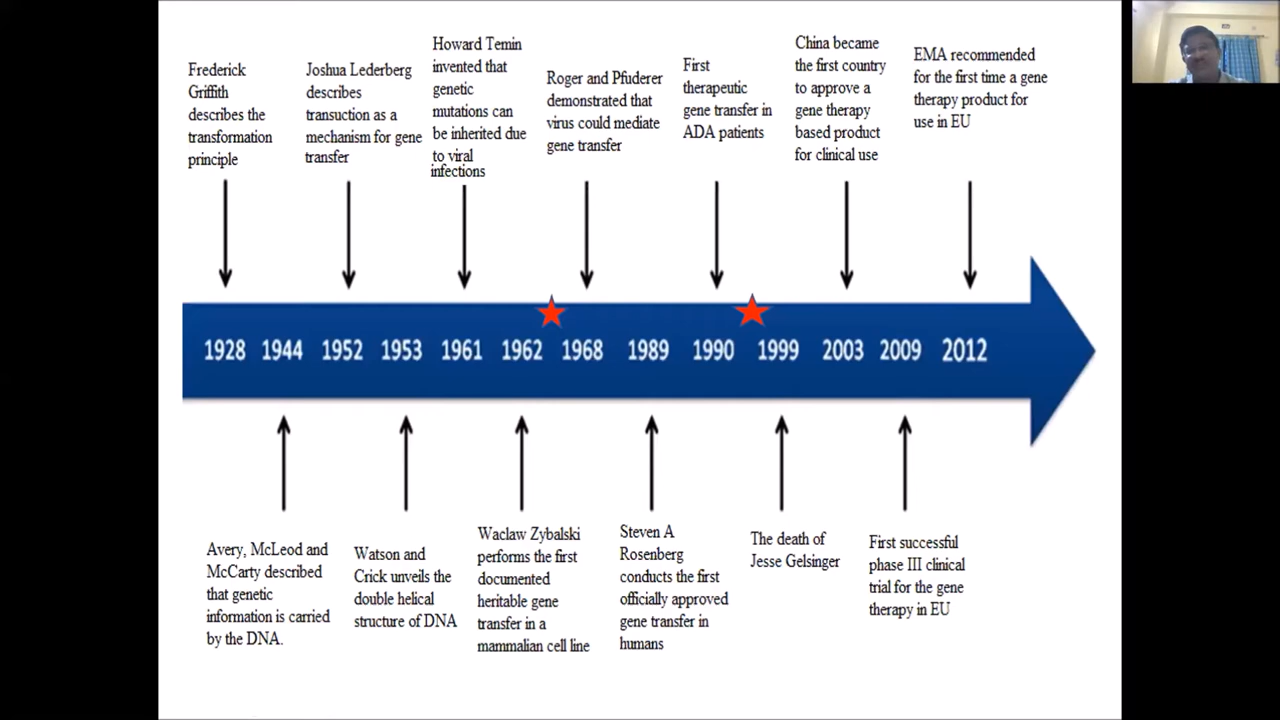 Frederick
Griffith
describes the
transformation
principle
Joshua Lederberg
describes
transuction as a
mechanism for gene
transfer
Howard Temin
invented that
genetic
mutations can
be inherited due
to viral
infections
Roger and Pfuderer
demonstrated that
virus could mediate
gene transfer
First
therapeutic
gene transfer in
ADA patients
China became
the first country
to approve a
gene therapy
based product
for clinical use
EMA recommended
for the first time a gene
therapy product for
use in EU
1928 1944 1952 1953 1961 1962 1968 1989 1990 1999 2003 2009 2012
Avery, McLeod and
McCarty described
that genetic
information is carried
by the DNA.
Watson and
Crick unveils the
double helical
structure of DNA
Waclaw Zybalski
performs the first
documented
heritable gene
transfer in a
mammalian cell line
Steven A
Rosenberg
conducts the first
officially approved
gene transfer in
humans
The death of
Jesse Gelsinger
First successful
phase III clinical
trial for the gene
therapy in EU